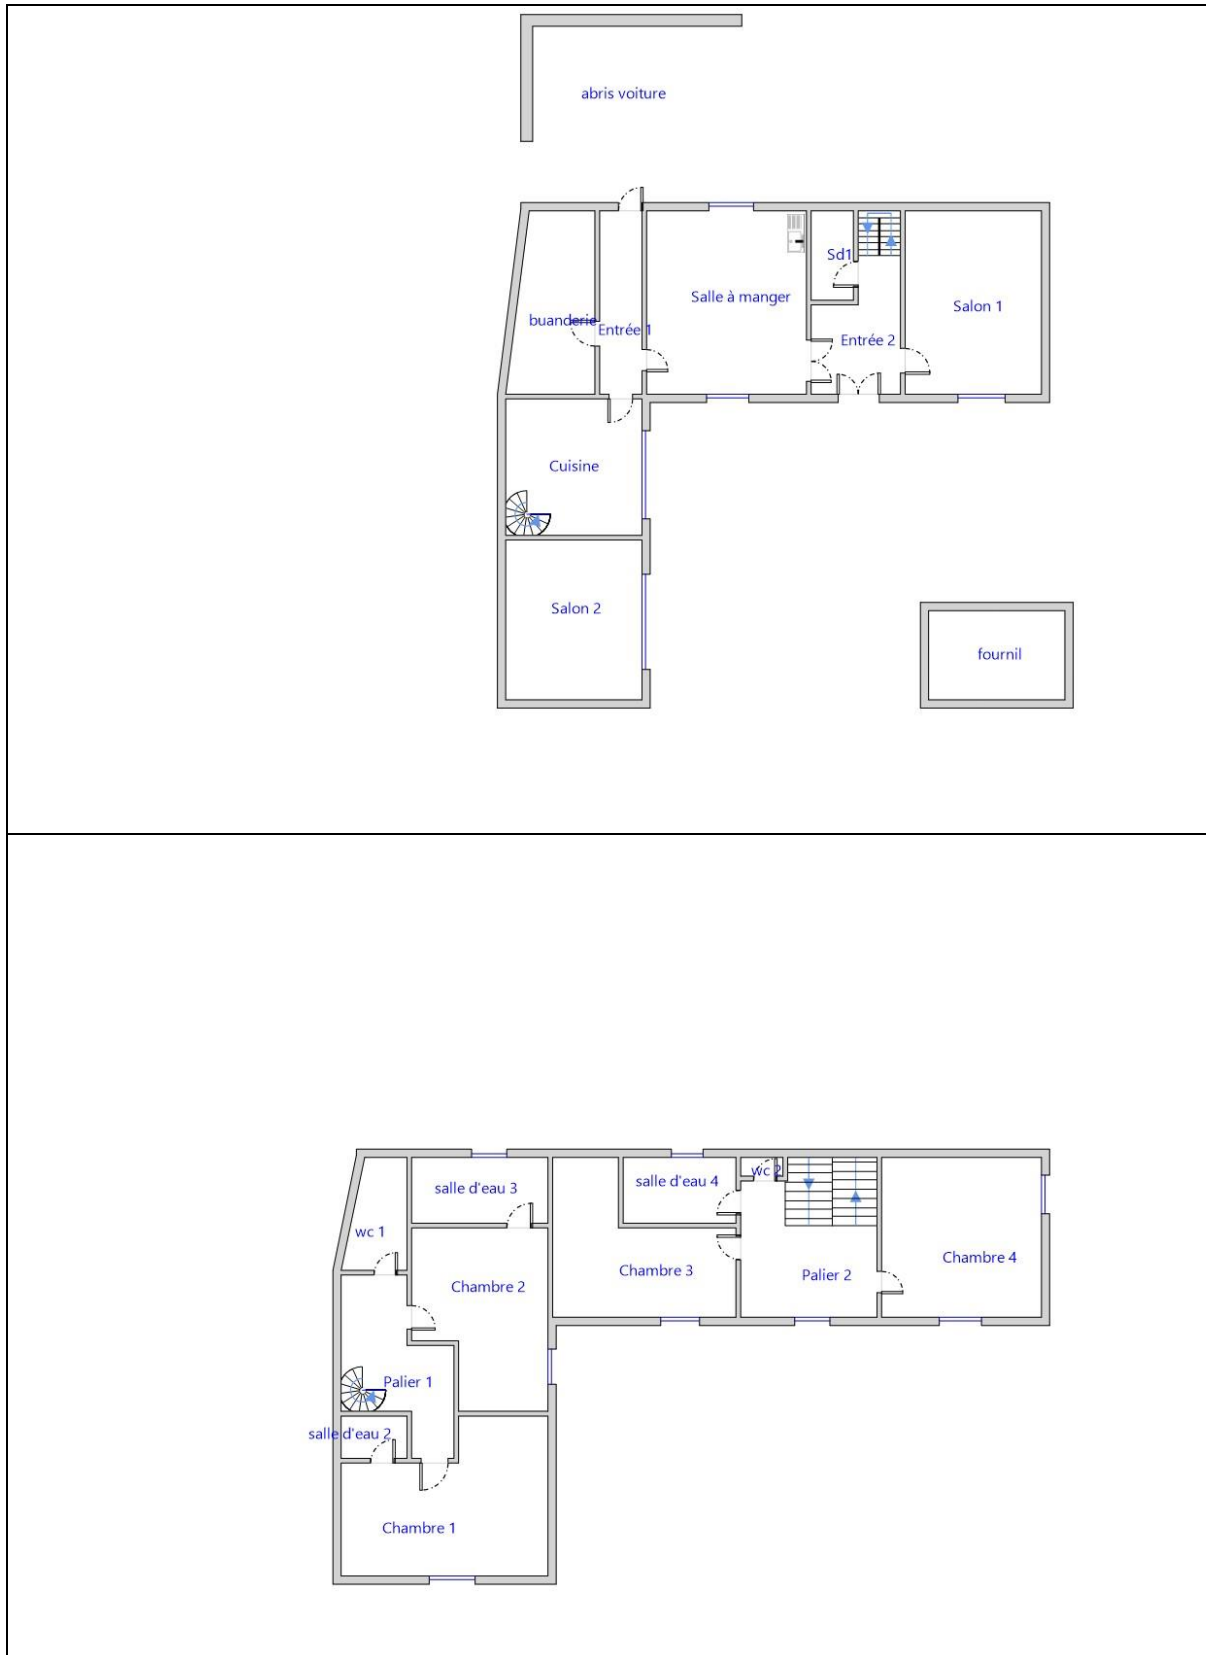 abris voiture
Sd1
Salle à manger
Salon 1
buanderie
Entrée 1
Entrée 2
Cuisine
Salon 2
fournil
salle d'eau 3
salle d'eau 4
wc 2
wc 1
Chambre 2
Chambre 3
Palier 2
Chambre 4
Palier 1
salle d'eau 2
Chambre 1